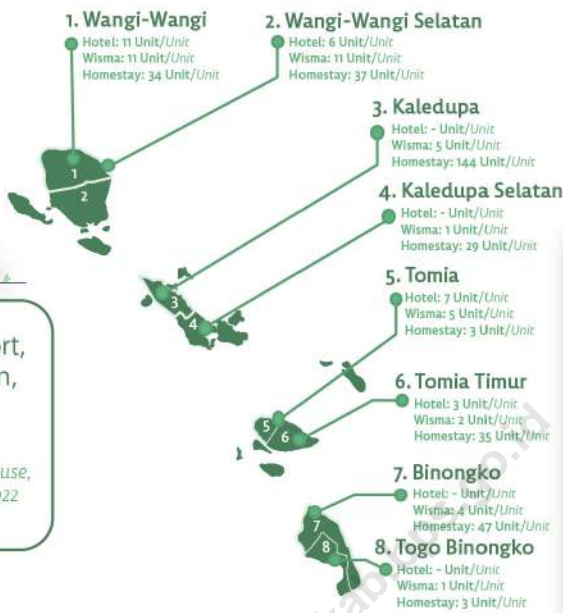 1. Wangi-Wangi
Hotel: 11 Unit/Unit
Wisma: 11 Unit/Unit
Homestay: 34 Unit/Unit
2. Wangi-Wangi Selatan
Hotel: 6 Unit/Unit
Wisma: 11 Unit/Unit
Homestay: 37 Unit/Unit
3. Kaledupa
Hotel: - Unit/Unit
Wisma: 5 Unit/Unit
Homestay: 144 Unit/Unit
4. Kaledupa Selatan
Hotel: - Unit/Unit
Wisma: 1 Unit/Unit
Homestay: 29 Unit/Unit
5. Tomia
Hotel: 7 Unit/Unit
Wisma: 5 Unit/Unit
Homestay: 3 Unit/Unit
6. Tomia Timur
Hotel: 3 Unit/Unit
Wisma: 2 Unit/Unit
Homestay: 35 Unit/Unit
7. Binongko
Hotel: - Unit/Unit
Wisma: 4 Unit/Unit
Homestay: 47 Unit/Unit
8. Togo Binongko
Hotel: - Unit/Unit
Wisma: 1 Unit/Unit
Homestay: 3 Unit/Unit
1
2
3
4
5
6
7
8